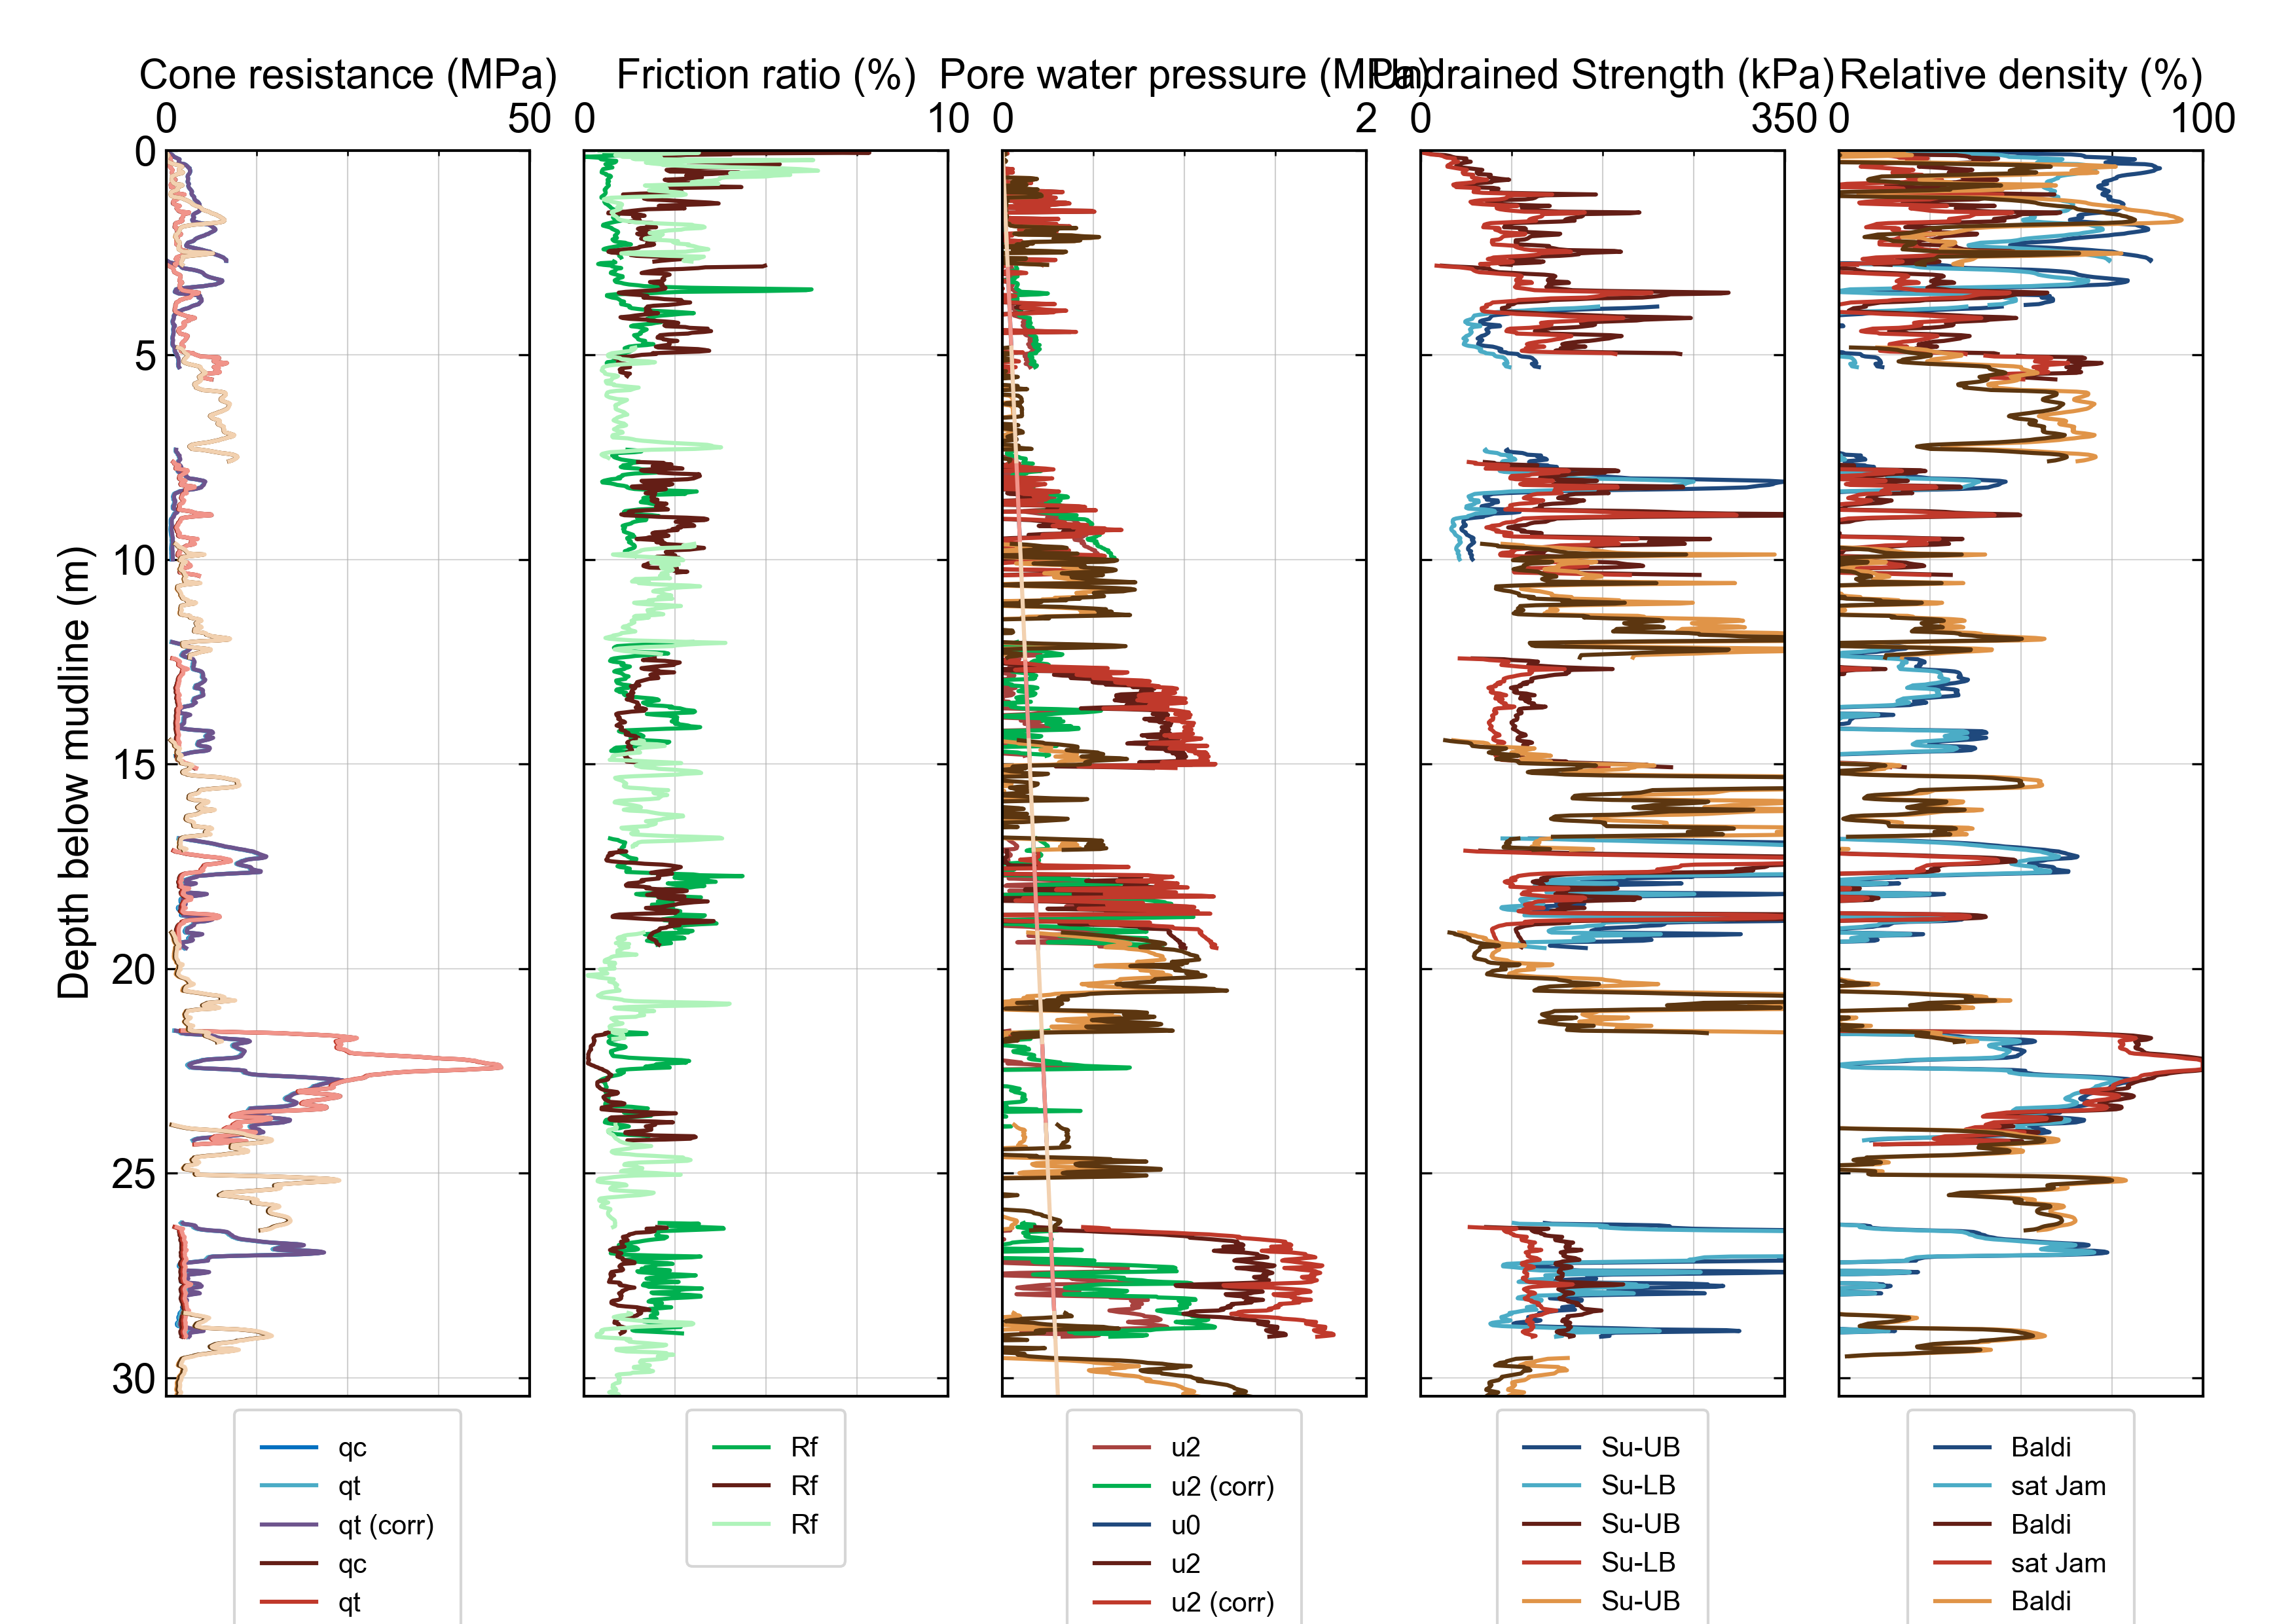 Cone resistance (MPa) Friction ratio (%) Pore water pressure (MPa) Undrained Strength (kPa) Relative density (%)
0 50 0 10 0 2 0 350 0 100
0
5
10
15
20
25
30
Depth below mudline (m)
qc
qt
qt (corr)
qc
qt
Rf
Rf
Rf
u2
u2 (corr)
u0
u2
u2 (corr)
Su-UB
Su-LB
Su-UB
Su-LB
Su-UB
Baldi
sat Jam
Baldi
sat Jam
Baldi